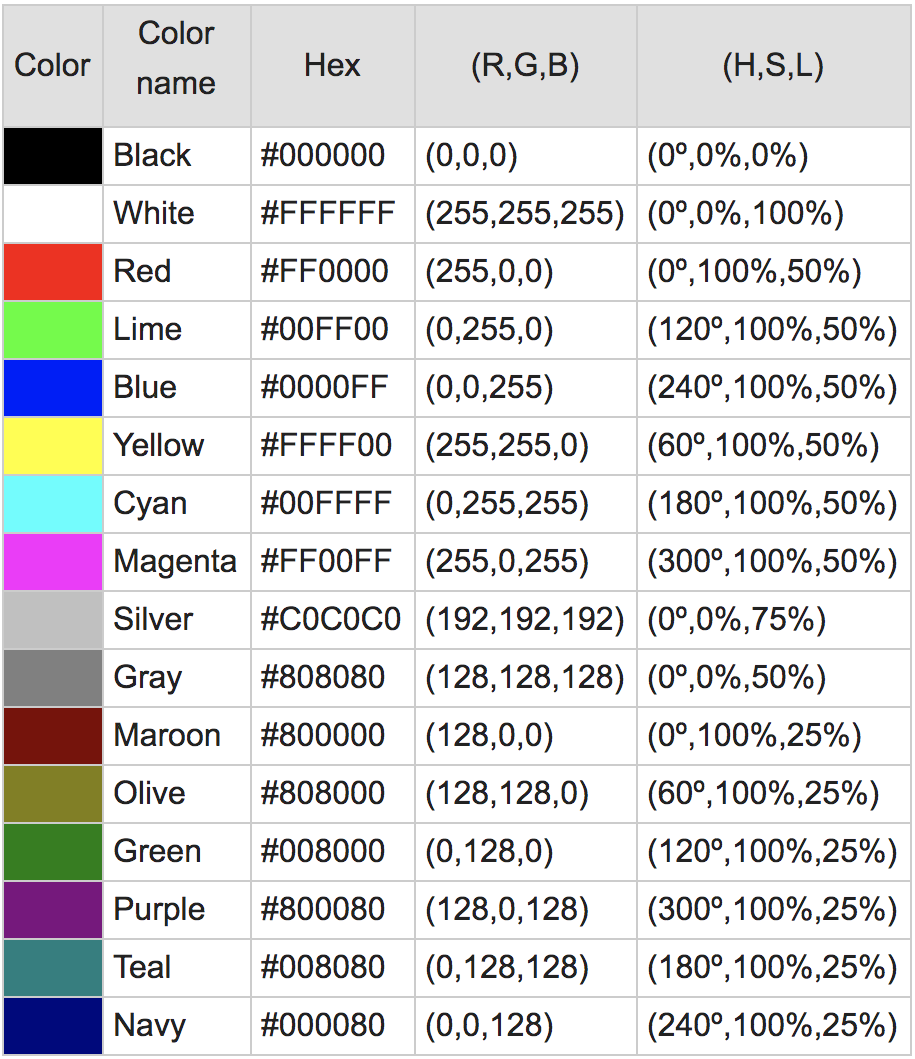 Color Color name Hex (R,G,B) (H,S,L)
Black #000000 (0,0,0) (0º,0%,0%)
White #FFFFFF (255,255,255) (0º,0%,100%)
Red #FF0000 (255,0,0) (0º,100%,50%)
Lime #00FF00 (0,255,0) (120º,100%,50%)
Blue #0000FF (0,0,255) (240º,100%,50%)
Yellow #FFFF00 (255,255,0) (60º,100%,50%)
Cyan #00FFFF (0,255,255) (180º,100%,50%)
Magenta #FF00FF (255,0,255) (300º,100%,50%)
Silver #C0C0C0 (192,192,192) (0º,0%,75%)
Gray #808080 (128,128,128) (0º,0%,50%)
Maroon #800000 (128,0,0) (0º,100%,25%)
Olive #808000 (128,128,0) (60º,100%,25%)
Green #008000 (0,128,0) (120º,100%,25%)
Purple #800080 (128,0,128) (300º,100%,25%)
Teal #008080 (0,128,128) (180º,100%,25%)
Navy #000080 (0,0,128) (240º,100%,25%)